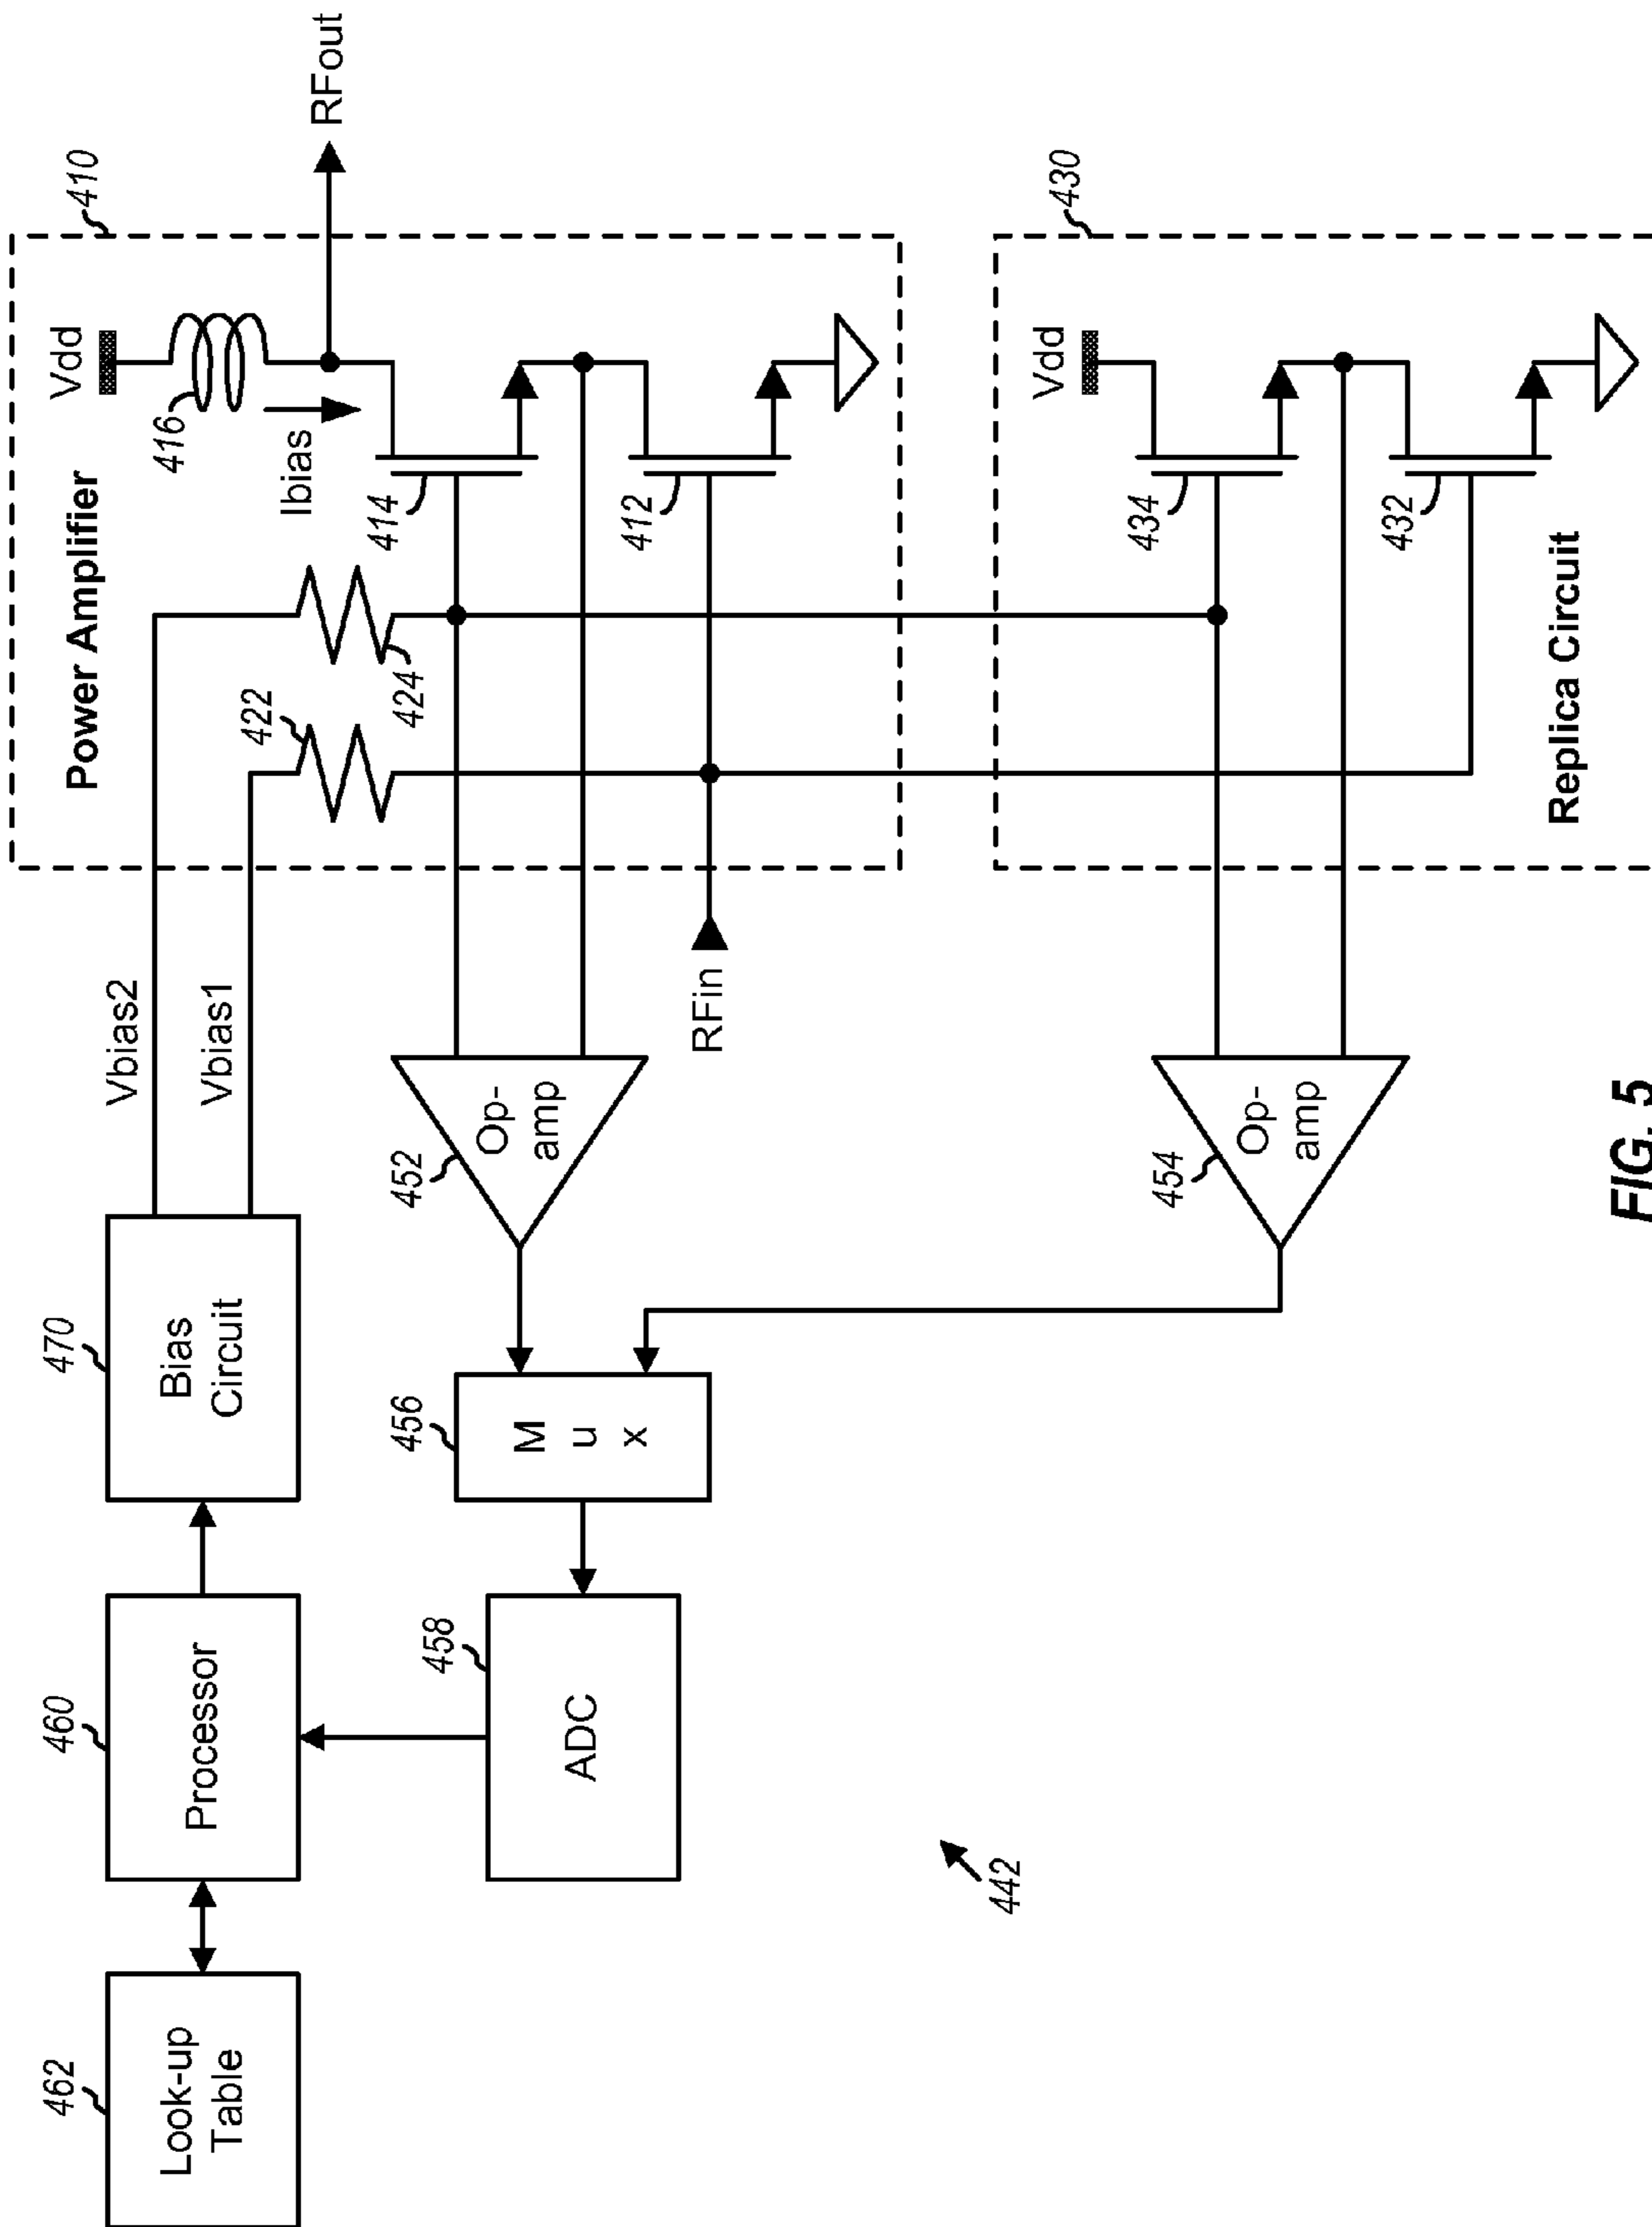 462
Look-up
Table
460
Processor
470
Bias
Circuit
Vbias2
Vbias1
Power Amplifier
410
Vdd
416
Ibias
RFout
422
424
414
412
458
ADC
456
M
u
x
452
Op-
amp
RFin
442
454
Op-
amp
430
Vdd
434
432
Replica Circuit
FIG. 5